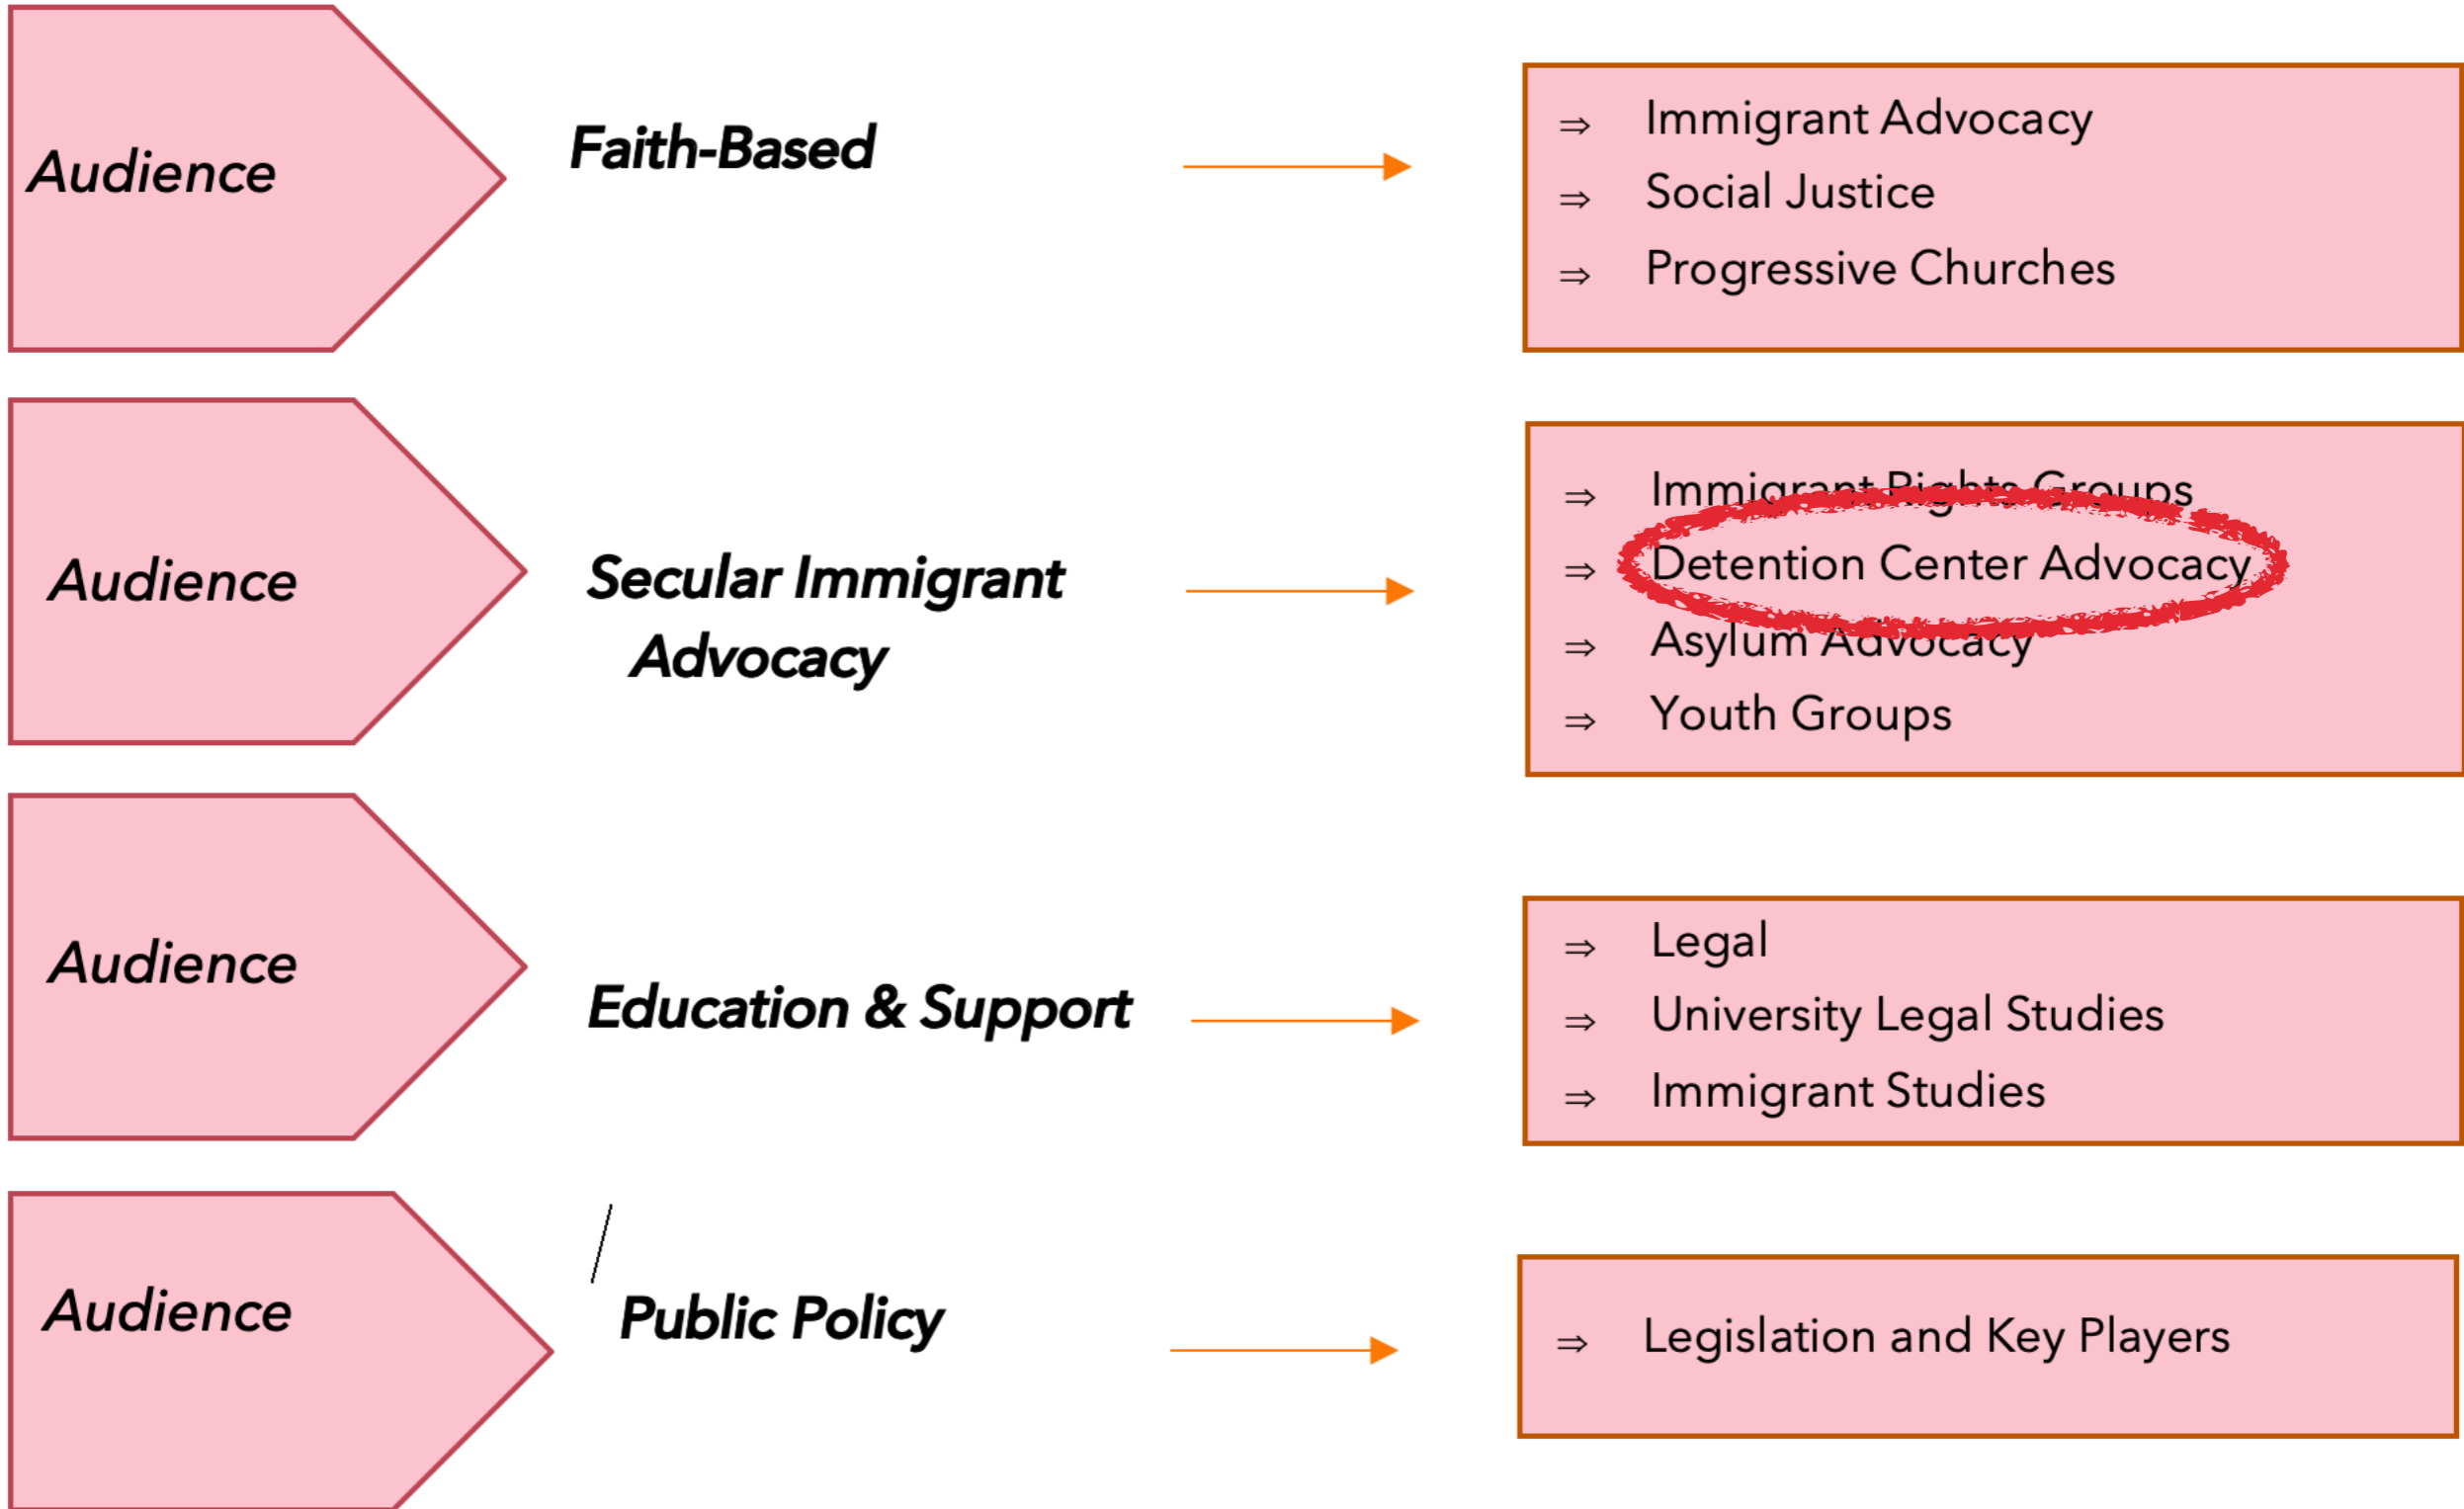 Audience
Faith-Based
⇒ Immigrant Advocacy
⇒ Social Justice
⇒ Progressive Churches
Audience
Secular Immigrant
Advocacy
⇒ Immigrant Rights Groups
⇒ Detention Center Advocacy
⇒ Asylum Advocacy
⇒ Youth Groups
Audience
Education & Support
⇒ Legal
⇒ University Legal Studies
⇒ Immigrant Studies
Audience
/
Public Policy
⇒ Legislation and Key Players